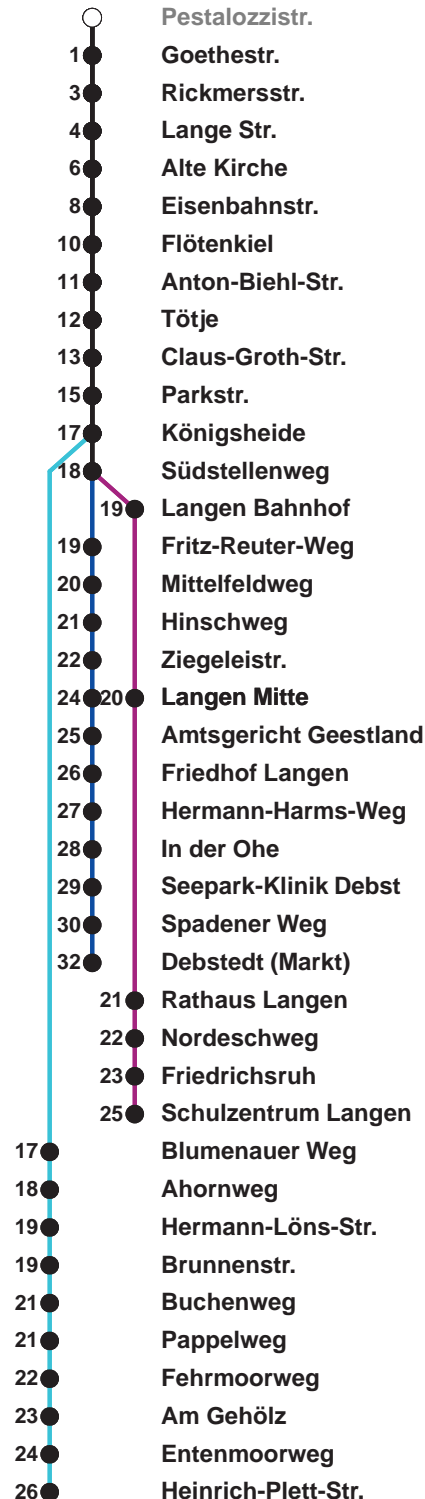 Pestalozzistr.
1 Goethestr.
3 Rickmersstr.
4 Lange Str.
6 Alte Kirche
8 Eisenbahnstr.
10 Flötenkiel
11 Anton-Biehl-Str.
12 Tötje
13 Claus-Groth-Str.
15 Parkstr.
17 Königsheide
18 Südstellenweg
19 Langen Bahnhof
19 Fritz-Reuter-Weg
20 Mittelfeldweg
21 Hinschweg
22 Ziegeleistr.
24 20 Langen Mitte
25 Amtsgericht Geestland
26 Friedhof Langen
27 Hermann-Harms-Weg
28 In der Ohe
29 Seepark-Klinik Debst
30 Spadener Weg
32 Debstedt (Markt)
21 Rathaus Langen
22 Nordeschweg
23 Friedrichsruh
25 Schulzentrum Langen
17 Blumenauer Weg
18 Ahornweg
19 Hermann-Löns-Str.
19 Brunnenstr.
21 Buchenweg
21 Pappelweg
22 Fehrmoorweg
23 Am Gehölz
24 Entenmoorweg
26 Heinrich-Plett-Str.